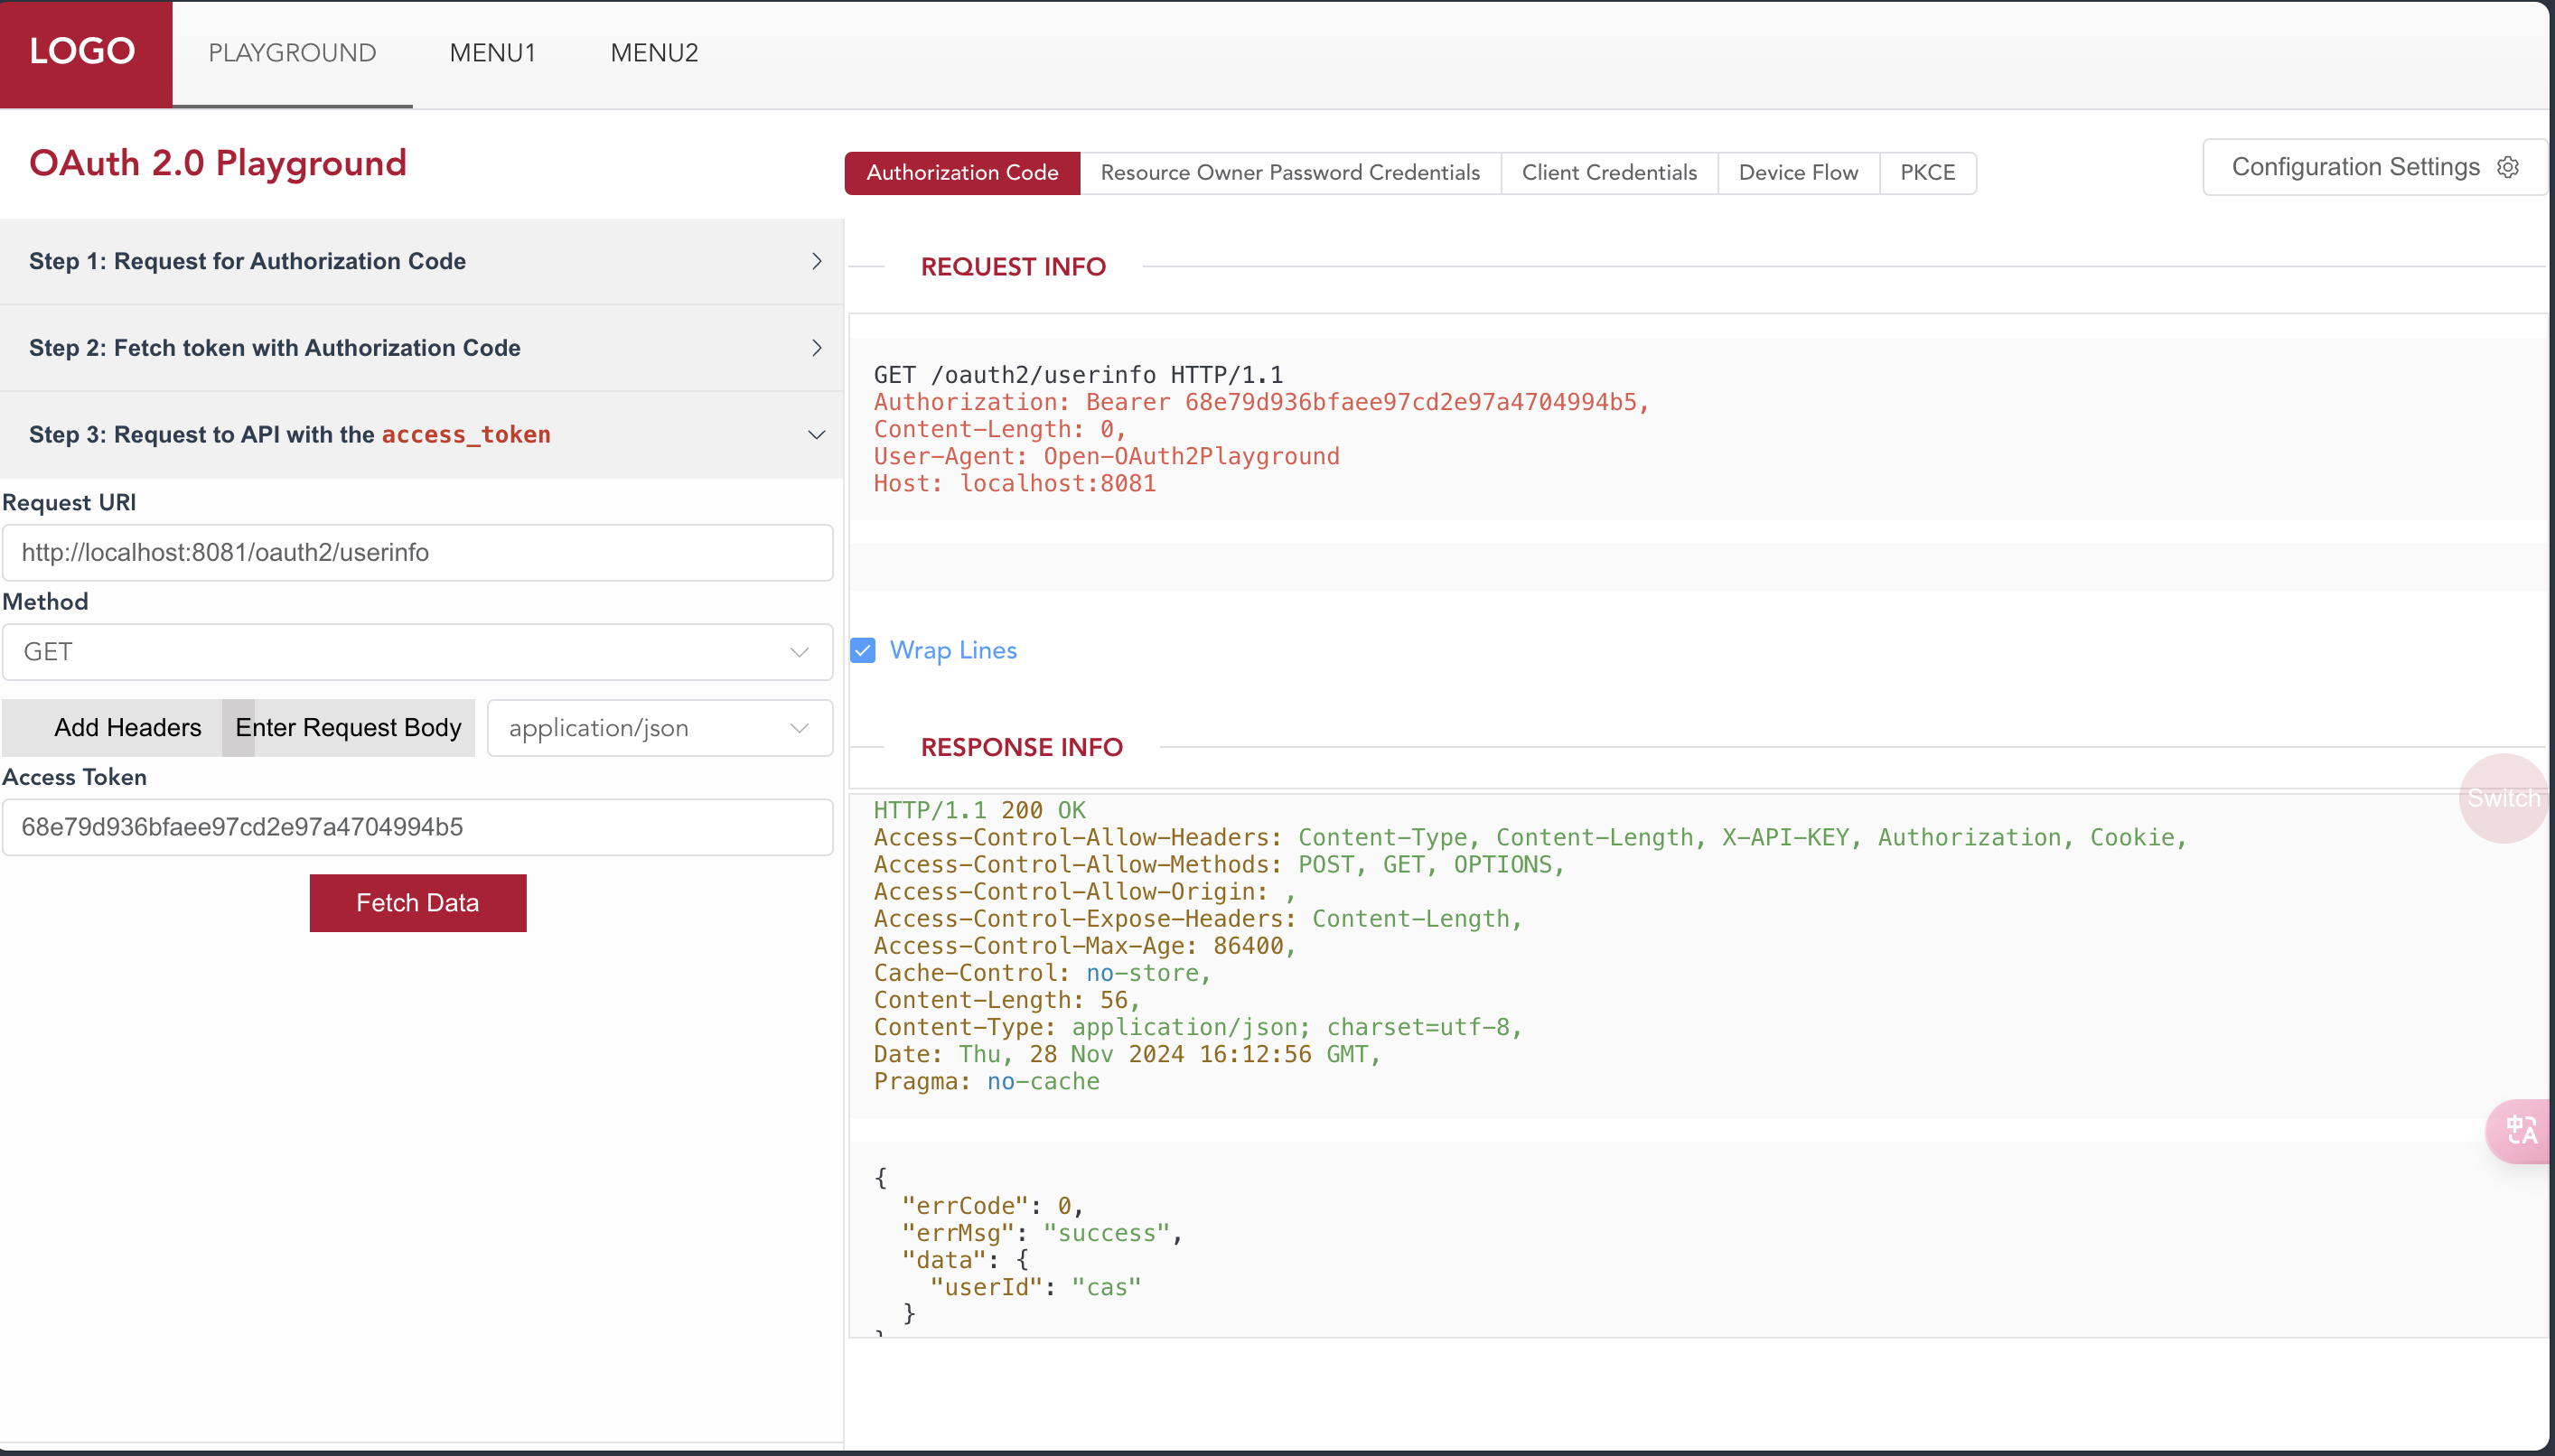 LOGO
PLAYGROUND
MENU1
MENU2
OAuth 2.0 Playground
Authorization Code
Resource Owner Password Credentials
Client Credentials
Device Flow
PKCE
Configuration Settings
Step 1: Request for Authorization Code
Step 2: Fetch token with Authorization Code
Step 3: Request to API with the access_token
Request URI
http://localhost:8081/oauth2/userinfo
Method
GET
Add Headers
Enter Request Body
application/json
Access Token
68e79d936bfaee97cd2e97a4704994b5
Fetch Data
REQUEST INFO
GET /oauth2/userinfo HTTP/1.1
Authorization: Bearer 68e79d936bfaee97cd2e97a4704994b5,
Content-Length: 0,
User-Agent: Open-OAuth2Playground
Host: localhost:8081
Wrap Lines
RESPONSE INFO
HTTP/1.1 200 OK
Access-Control-Allow-Headers: Content-Type, Content-Length, X-API-KEY, Authorization, Cookie,
Access-Control-Allow-Methods: POST, GET, OPTIONS,
Access-Control-Allow-Origin: ,
Access-Control-Expose-Headers: Content-Length,
Access-Control-Max-Age: 86400,
Cache-Control: no-store,
Content-Length: 56,
Content-Type: application/json; charset=utf-8,
Date: Thu, 28 Nov 2024 16:12:56 GMT,
Pragma: no-cache
{
"errCode": 0,
"errMsg": "success",
"data": {
"userId": "cas"
}
}
Switch
中A